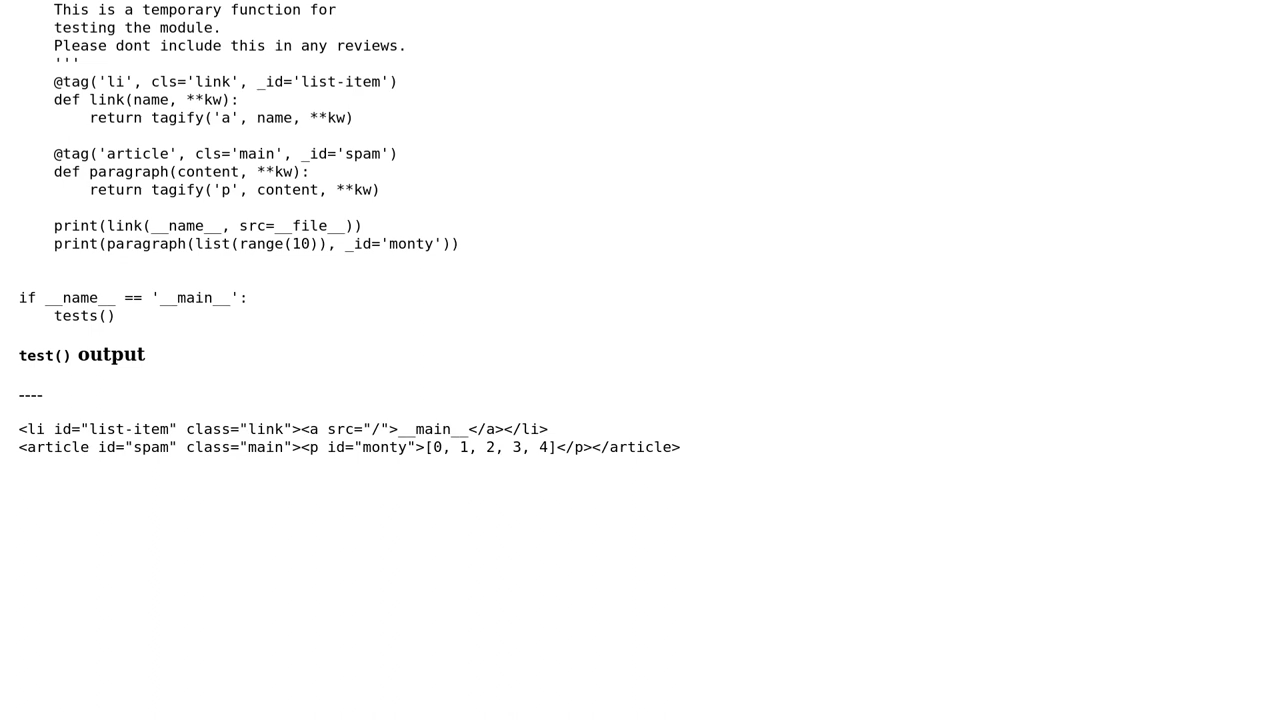 This is a temporary function for
testing the module.
Please dont include this in any reviews.
'''
@tag('li', cls='link', _id='list-item')
def link(name, **kw):
return tagify('a', name, **kw)
@tag('article', cls='main', _id='spam')
def paragraph(content, **kw):
return tagify('p', content, **kw)
print(link(__name__, src=__file__))
print(paragraph(list(range(10)), _id='monty'))
if __name__ == '__main__':
tests()
test() output
----
<li id="list-item" class="link"><a src="/">__main__</a></li>
<article id="spam" class="main"><p id="monty">[0, 1, 2, 3, 4]</p></article>